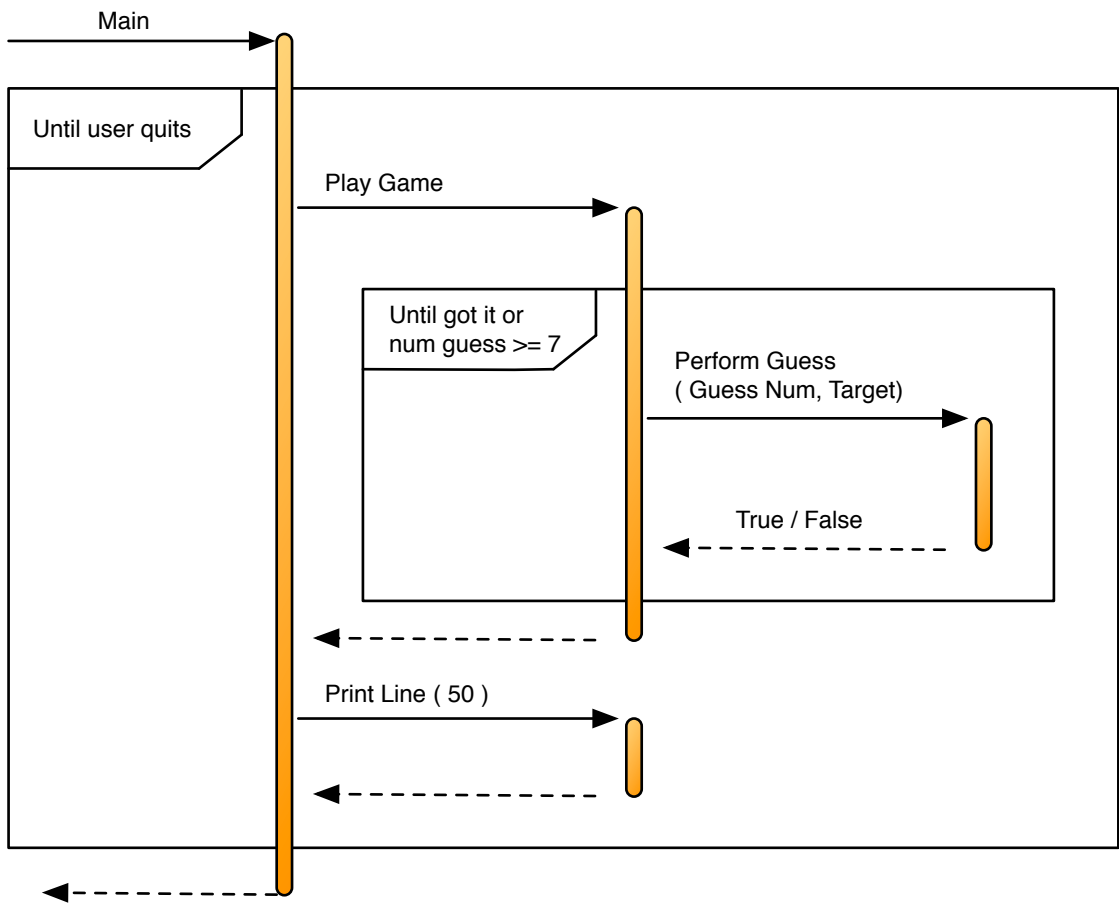 Main
Until user quits
Play Game
Until got it or
num guess >= 7
Perform Guess
( Guess Num, Target)
True / False
Print Line ( 50 )